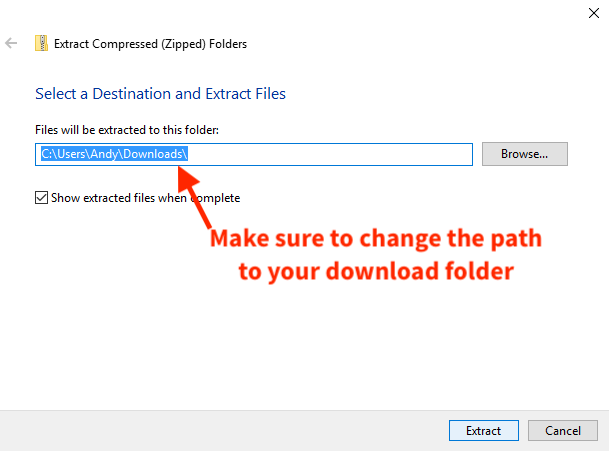 Extract Compressed (Zipped) Folders
Select a Destination and Extract Files
Files will be extracted to this folder:
C:\Users\Andy\Downloads\
Browse...
Show extracted files when complete
Make sure to change the path
to your download folder
Extract
Cancel